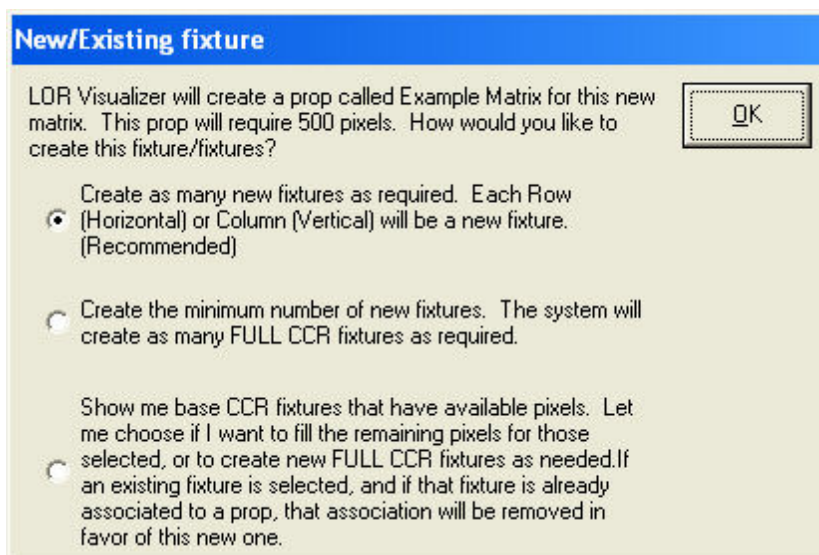 New/Existing fixture
LOR Visualizer will create a prop called Example Matrix for this new
matrix.  This prop will require 500 pixels.  How would you like to
create this fixture/fixtures?
OK
Create as many new fixtures as required.  Each Row
(Horizontal) or Column (Vertical) will be a new fixture.
(Recommended)
Create the minimum number of new fixtures.  The system will
create as many FULL CCR fixtures as required.
Show me base CCR fixtures that have available pixels.  Let
me choose if I want to fill the remaining pixels for those
selected, or to create new FULL CCR fixtures as needed.If
an existing fixture is selected, and if that fixture is already
associated to a prop, that association will be removed in
favor of this new one.